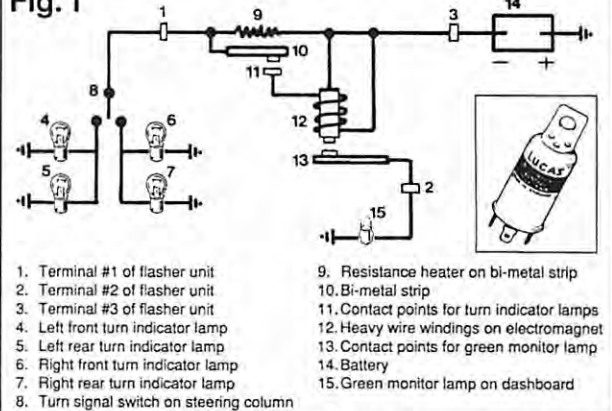 Fig. 1
1
9
3
14
10
11
8
4
6
12
13
5
7
2
15
− +
LUCAS
1. Terminal #1 of flasher unit
2. Terminal #2 of flasher unit
3. Terminal #3 of flasher unit
4. Left front turn indicator lamp
5. Left rear turn indicator lamp
6. Right front turn indicator lamp
7. Right rear turn indicator lamp
8. Turn signal switch on steering column
9. Resistance heater on bi-metal strip
10. Bi-metal strip
11. Contact points for turn indicator lamps
12. Heavy wire windings on electromagnet
13. Contact points for green monitor lamp
14. Battery
15. Green monitor lamp on dashboard